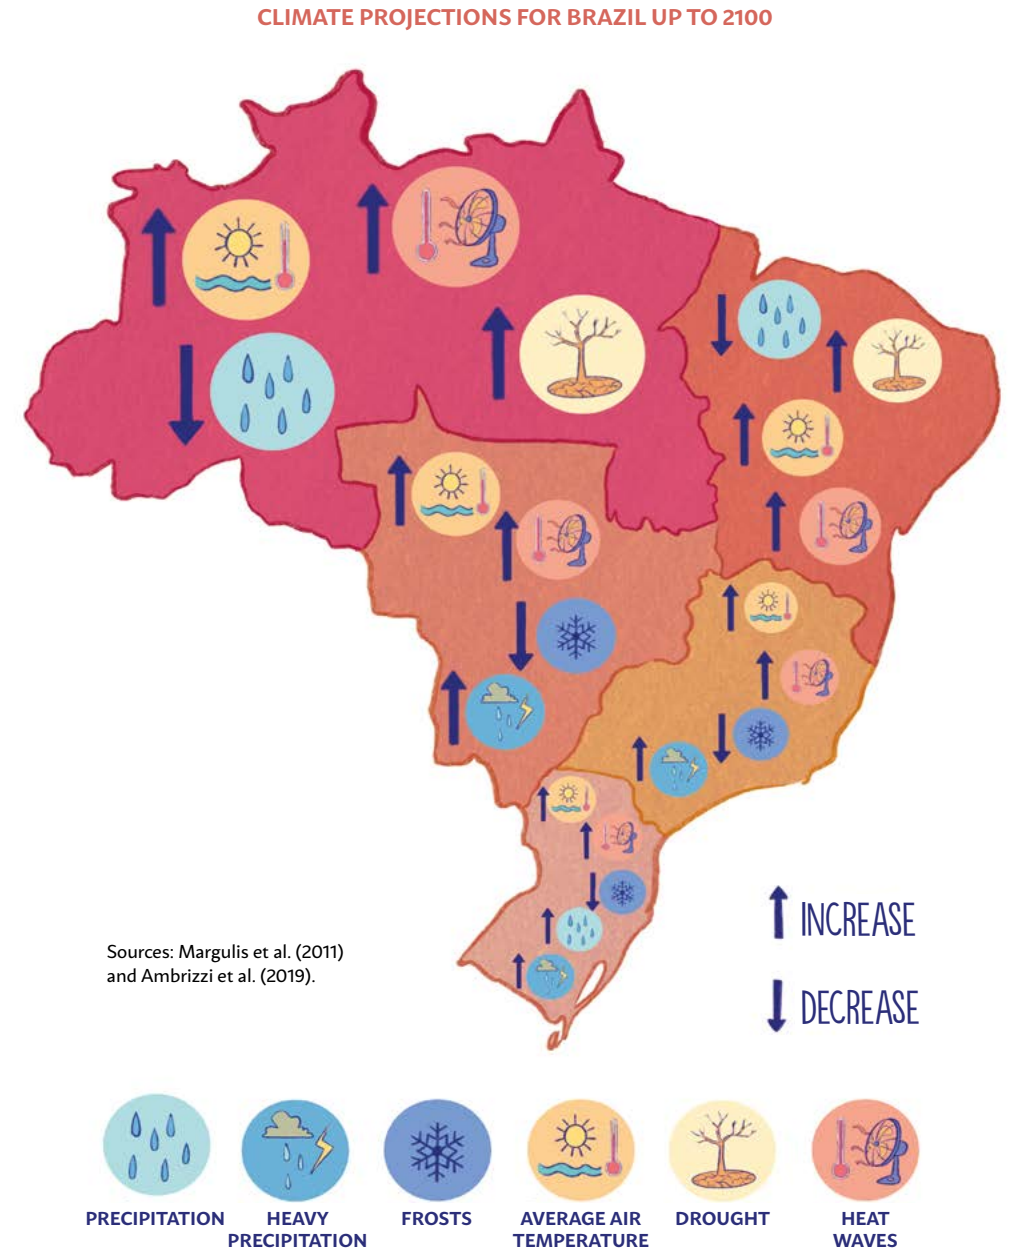 CLIMATE PROJECTIONS FOR BRAZIL UP TO 2100
INCREASE
Sources: Margulis et al. (2011)
and Ambrizzi et al. (2019).
DECREASE
PRECIPITATION
HEAVY
PRECIPITATION
FROSTS
AVERAGE AIR
TEMPERATURE
DROUGHT
HEAT
WAVES